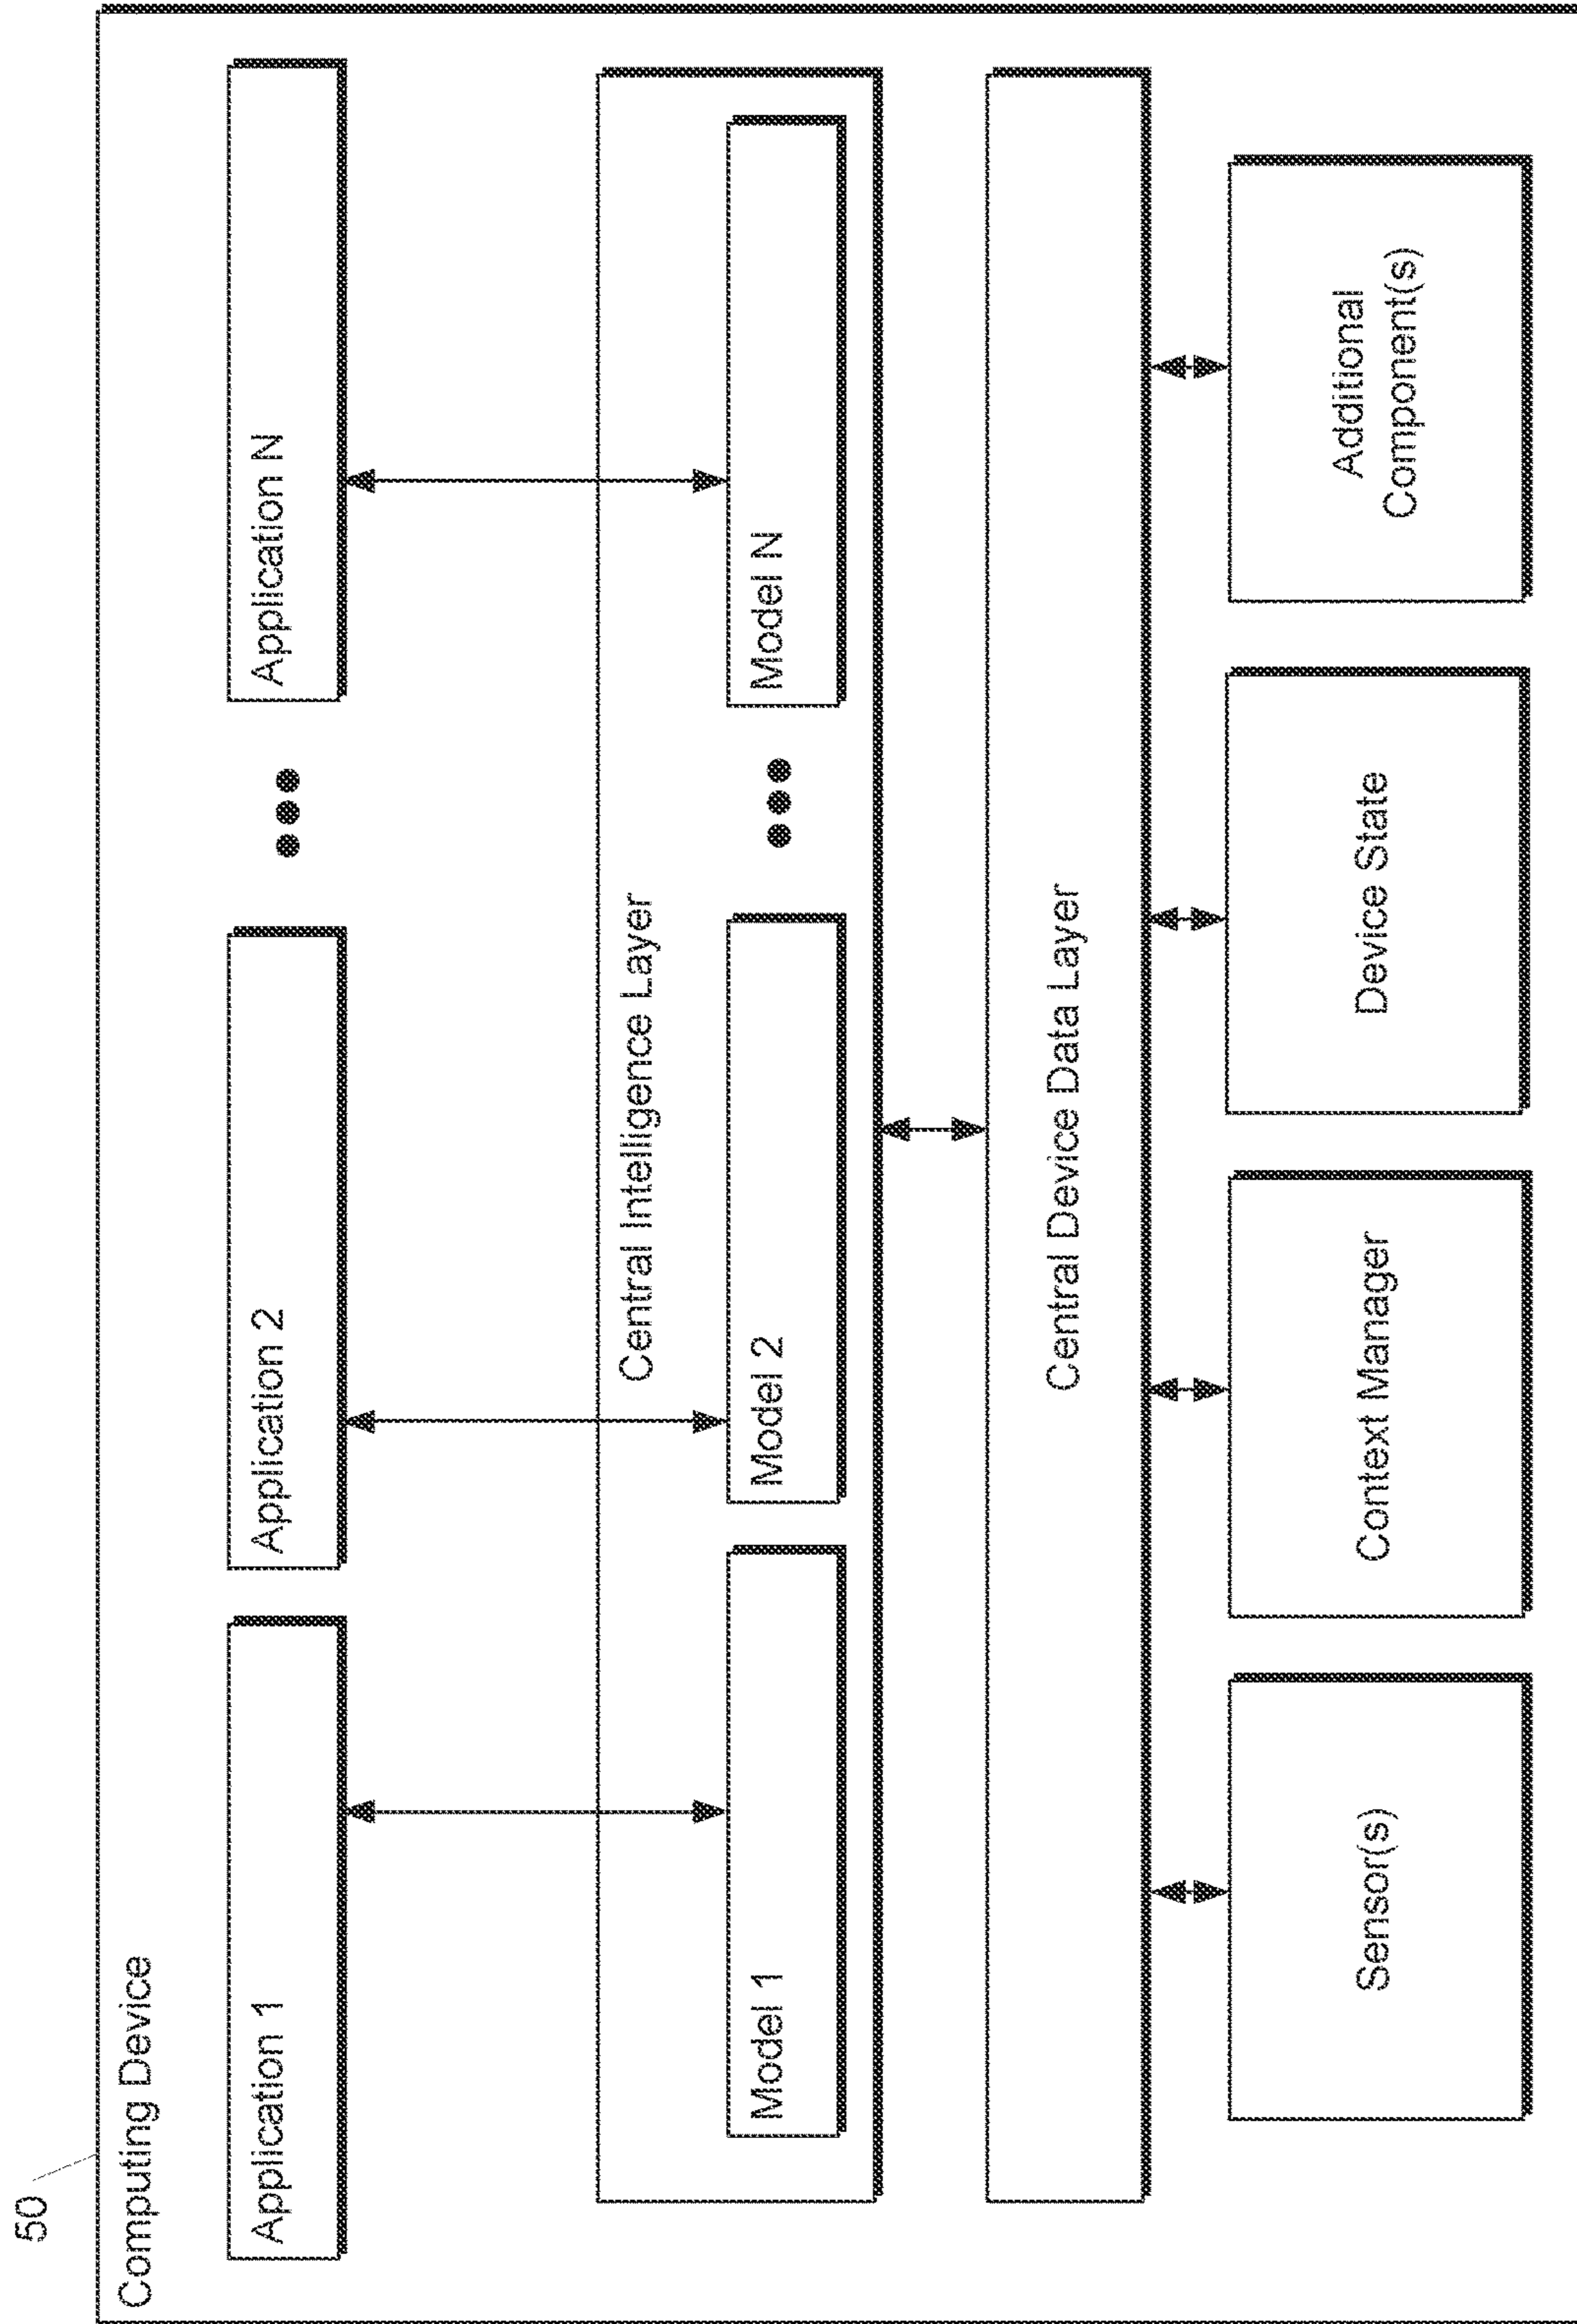 50
Computing Device
Application 1
Application 2
Application N
Central Intelligence Layer
Model 1
Model 2
Model N
Central Device Data Layer
Sensor(s)
Context Manager
Device State
Additional
Component(s)